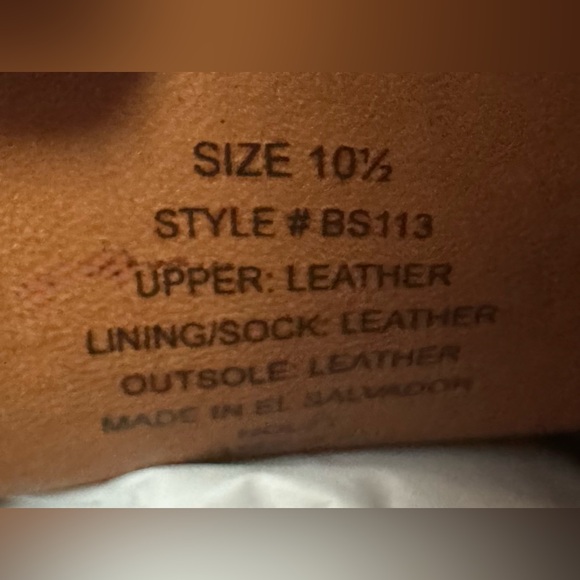 SIZE 10½
STYLE # BS113
UPPER: LEATHER
LINING/SOCK: LEATHER
OUTSOLE: LEATHER
MADE IN EL SALVADOR